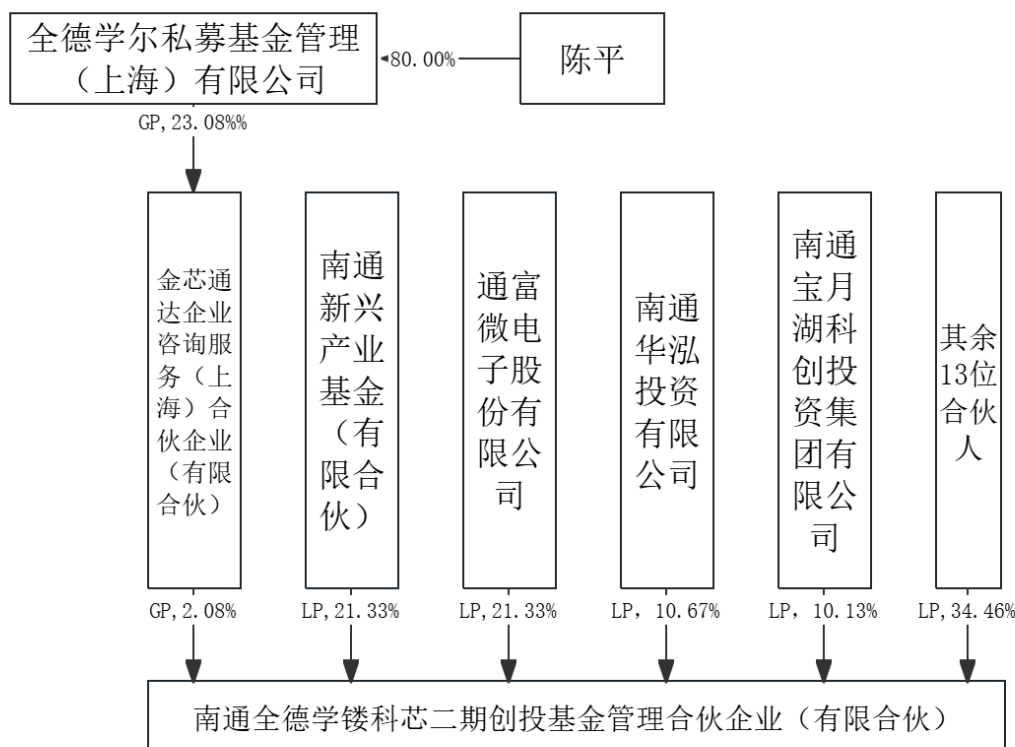 全德学尔私募基金管理
（上海）有限公司
80.00%
陈平
GP,23.08%%
金芯通
达企业
咨询服
务（上
海）合
伙企业
（有限
合伙）
南通
新兴
产业
基金
（有
限合
伙）
通富
微电
子股
份有
限公
司
南通
华泓
投资
有限
公司
南通
宝月
湖科
创投
资集
团有
限公
司
其余
13位
合伙
人
GP,2.08%
LP,21.33%
LP,21.33%
LP，10.67%
LP，10.13%
LP,34.46%
南通全德学镂科芯二期创投基金管理合伙企业（有限合伙）